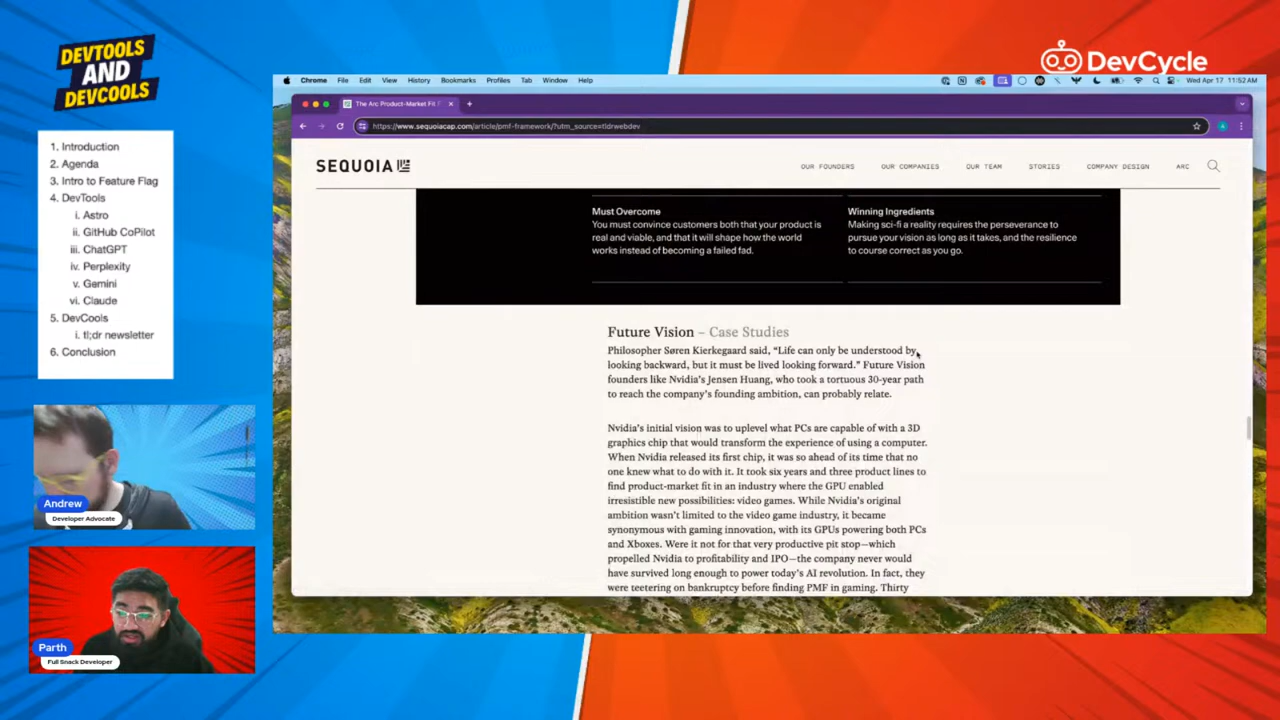 DEVTOOLS
AND
DEVCOOLS
DevCycle
1. Introduction
2. Agenda
3. Intro to Feature Flag
4. DevTools
i. Astro
ii. GitHub CoPilot
iii. ChatGPT
iv. Perplexity
v. Gemini
vi. Claude
5. DevCools
i. tl;dr newsletter
6. Conclusion
Andrew
Developer Advocate
Parth
Full Snack Developer
Chrome File Edit View History Bookmarks Profiles Tab Window Help
Wed Apr 17 11:52 AM
The Arc Product-Market Fit
https://www.sequoiacap.com/article/pmf-framework/?utm_source=tldrwebdev
SEQUOIA
OUR FOUNDERS OUR COMPANIES OUR TEAM STORIES COMPANY DESIGN ARC
Must Overcome
You must convince customers both that your product is
real and viable, and that it will shape how the world
works instead of becoming a failed fad.
Winning Ingredients
Making sci-fi a reality requires the perseverance to
pursue your vision as long as it takes, and the resilience
to course correct as you go.
Future Vision – Case Studies
Philosopher Søren Kierkegaard said, “Life can only be understood by
looking backward, but it must be lived looking forward.” Future Vision
founders like Nvidia’s Jensen Huang, who took a tortuous 30-year path
to reach the company’s founding ambition, can probably relate.
Nvidia’s initial vision was to uplevel what PCs are capable of with a 3D
graphics chip that would transform the experience of using a computer.
When Nvidia released its first chip, it was so ahead of its time that no
one knew what to do with it. It took six years and three product lines to
find product-market fit in an industry where the GPU enabled
irresistible new possibilities: video games. While Nvidia’s original
ambition wasn’t limited to the video game industry, it became
synonymous with gaming innovation, with its GPUs powering both PCs
and Xboxes. Were it not for that very productive pit stop—which
propelled Nvidia to profitability and IPO—the company never would
have survived long enough to power today’s AI revolution. In fact, they
were teetering on bankruptcy before finding PMF in gaming. Thirty